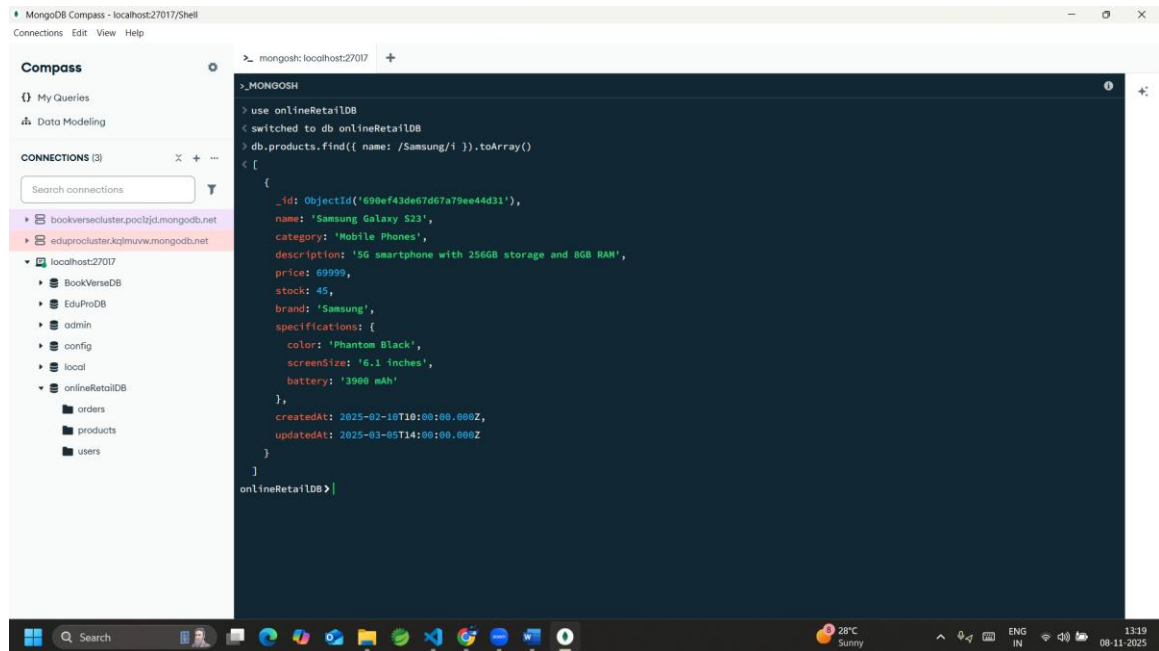 MongoDB Compass - localhost:27017/Shell
Connections Edit View Help
Compass
{} My Queries
Data Modeling
CONNECTIONS (3)
Search connections
bookversecluster.poclzjd.mongodb.net
eduprocluster.kqlmuvw.mongodb.net
localhost:27017
BookVerseDB
EduProDB
admin
config
local
onlineRetailDB
orders
products
users
>_ mongosh: localhost:27017 +
>_MONGOSH
> use onlineRetailDB
< switched to db onlineRetailDB
> db.products.find({ name: /Samsung/i }).toArray()
< [
{
_id: ObjectId('690ef43de67d67a79ee44d31'),
name: 'Samsung Galaxy S23',
category: 'Mobile Phones',
description: '5G smartphone with 256GB storage and 8GB RAM',
price: 69999,
stock: 45,
brand: 'Samsung',
specifications: {
color: 'Phantom Black',
screenSize: '6.1 inches',
battery: '3900 mAh'
},
createdAt: 2025-02-10T10:00:00.000Z,
updatedAt: 2025-03-05T14:00:00.000Z
}
]
onlineRetailDB>
Search
8
28°C
Sunny
ENG
IN
13:19
08-11-2025